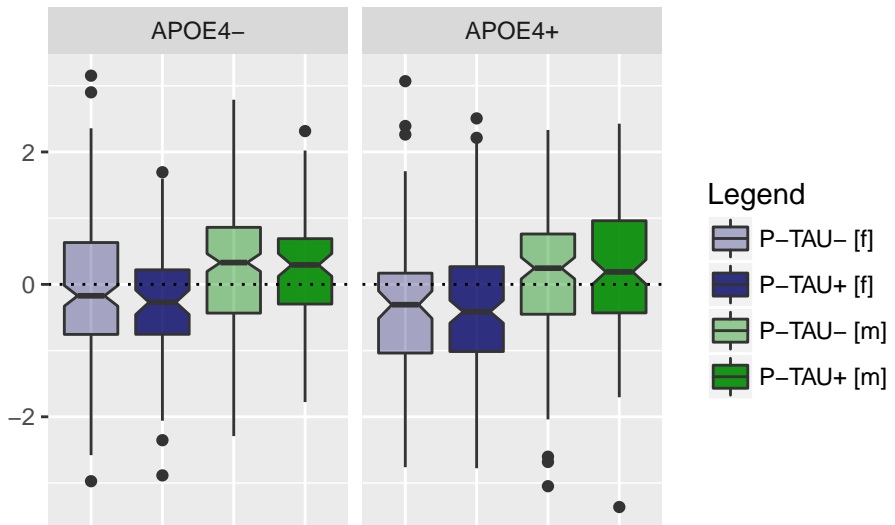 APOE4−
APOE4+
2
0
−2
Legend
P−TAU− [f]
P−TAU+ [f]
P−TAU− [m]
P−TAU+ [m]